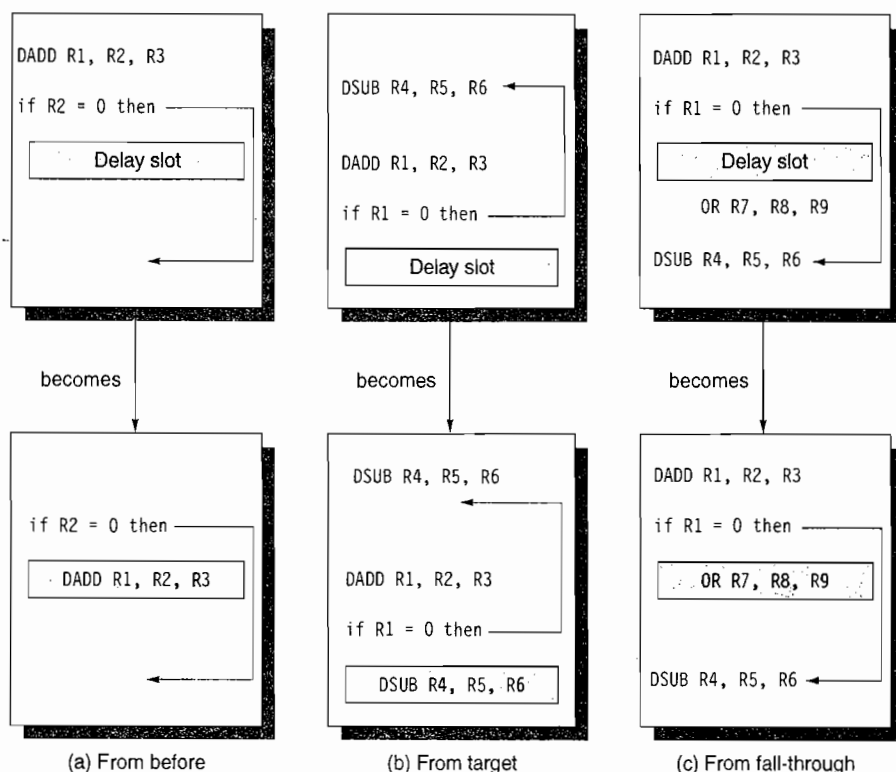 DADD R1, R2, R3
if R2 = 0 then
Delay slot
becomes
if R2 = 0 then
DADD R1, R2, R3
(a) From before
DSUB R4, R5, R6
DADD R1, R2, R3
if R1 = 0 then
Delay slot
becomes
DSUB R4, R5, R6
DADD R1, R2, R3
if R1 = 0 then
DSUB R4, R5, R6
(b) From target
DADD R1, R2, R3
if R1 = 0 then
Delay slot
OR R7, R8, R9
DSUB R4, R5, R6
becomes
DADD R1, R2, R3
if R1 = 0 then
OR R7, R8, R9
DSUB R4, R5, R6
(c) From fall-through